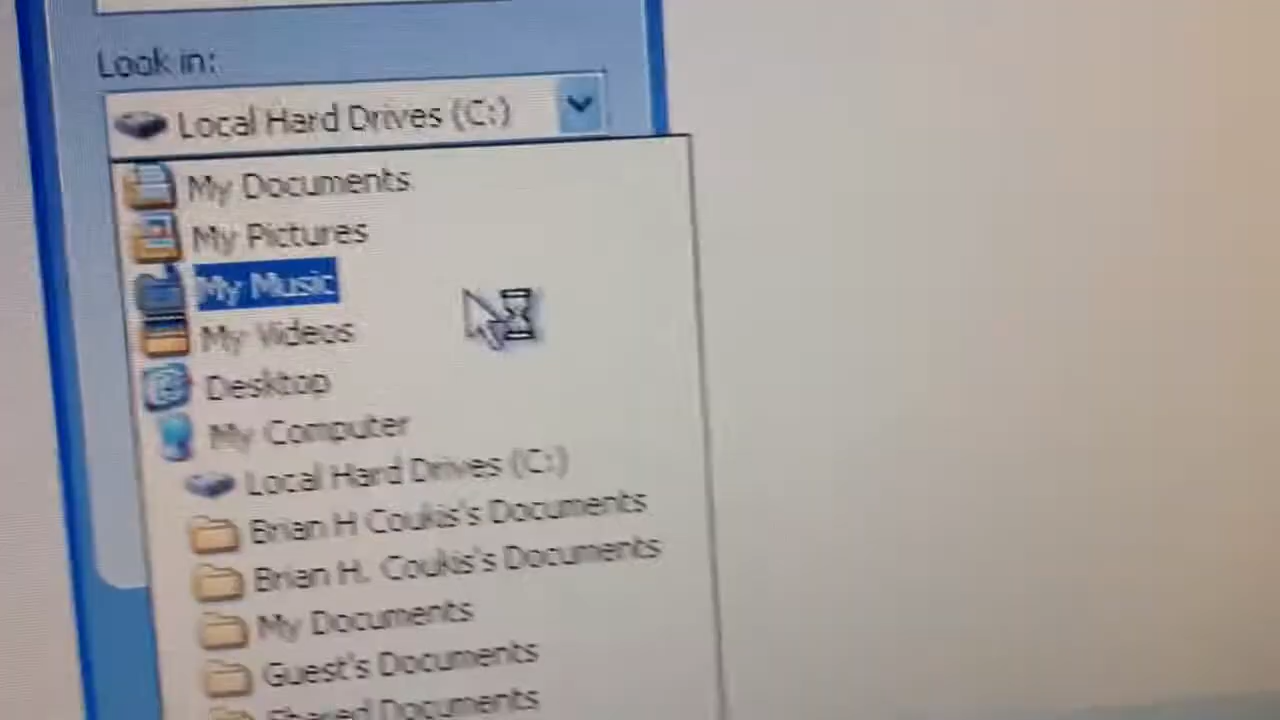 Look in:
Local Hard Drives (C:)
My Documents
My Pictures
My Music
My Videos
Desktop
My Computer
Local Hard Drives (C:)
Brian H Coukis's Documents
Brian H. Coukis's Documents
My Documents
Guest's Documents
Shared Documents